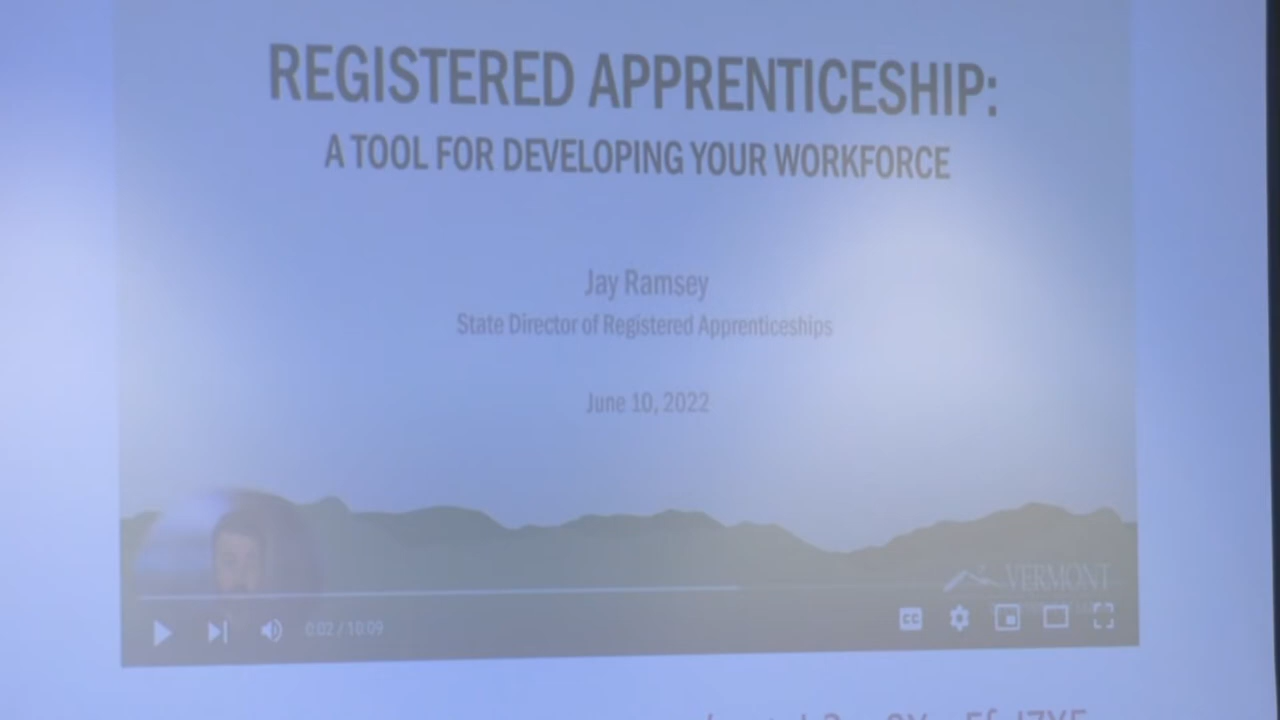 REGISTERED APPRENTICESHIP:
A TOOL FOR DEVELOPING YOUR WORKFORCE
Jay Ramsey
State Director of Registered Apprenticeships
June 10, 2022
VERMONT
0:02 / 10:09
CC